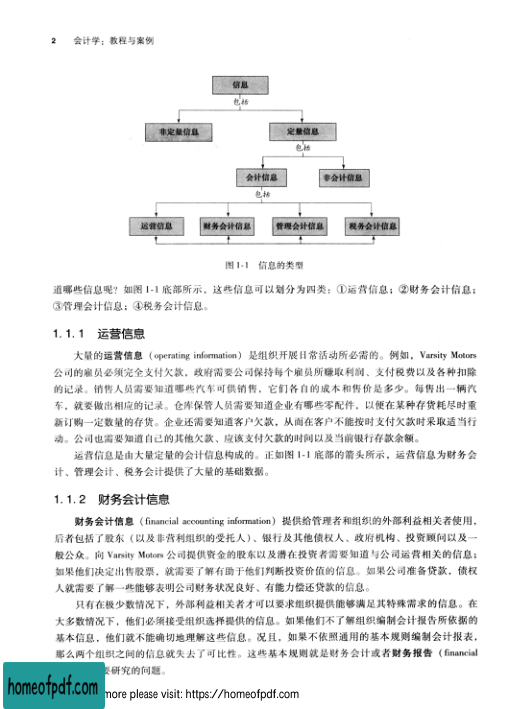 2 会计学：教程与案例
信息
包括
非定量信息 定量信息
包括
会计信息 非会计信息
包括
运营信息 财务会计信息 管理会计信息 税务会计信息
图 1-1 信息的类型
道哪些信息呢？如图 1-1 底部所示，这些信息可以划分为四类：①运营信息；②财务会计信息；
③管理会计信息；④税务会计信息。
1. 1. 1 运营信息
大量的运营信息（operating information）是组织开展日常活动所必需的。例如，Varsity Motors
公司的雇员必须完全支付欠款，政府需要公司保持每个雇员所赚取利润、支付税费以及各种扣除
的记录。销售人员需要知道哪些汽车可供销售，它们各自的成本和售价是多少。每售出一辆汽
车，就要做出相应的记录。仓库保管人员需要知道企业有哪些零配件，以便在某种存货耗尽时重
新订购一定数量的存货。企业还需要知道客户欠款，从而在客户不能按时支付欠款时采取适当行
动。公司也需要知道自己的其他欠款、应该支付欠款的时间以及当前银行存款余额。
运营信息是由大量定量的会计信息构成的。正如图 1-1 底部的箭头所示，运营信息为财务会
计、管理会计、税务会计提供了大量的基础数据。
1. 1. 2 财务会计信息
财务会计信息（financial accounting information）提供给管理者和组织的外部利益相关者使用，
后者包括了股东（以及非营利组织的受托人）、银行及其他债权人、政府机构、投资顾问以及一
般公众。向 Varsity Motors 公司提供资金的股东以及潜在投资者需要知道与公司运营相关的信息；
如果他们决定出售股票，就需要了解有助于他们判断投资价值的信息。如果公司准备贷款，债权
人就需要了解一些能够表明公司财务状况良好、有能力偿还贷款的信息。
只有在极少数情况下，外部利益相关者才可以要求组织提供能够满足其特殊需求的信息。在
大多数情况下，他们必须接受组织选择提供的信息。如果他们不了解组织编制会计报告所依据的
基本信息，他们就不能确切地理解这些信息。况且，如果不依照通用的基本规则编制会计报表，
那么两个组织之间的信息就失去了可比性。这些基本规则就是财务会计或者财务报告（financial
要研究的问题。
homeofpdf.com
more please visit: https://homeofpdf.com